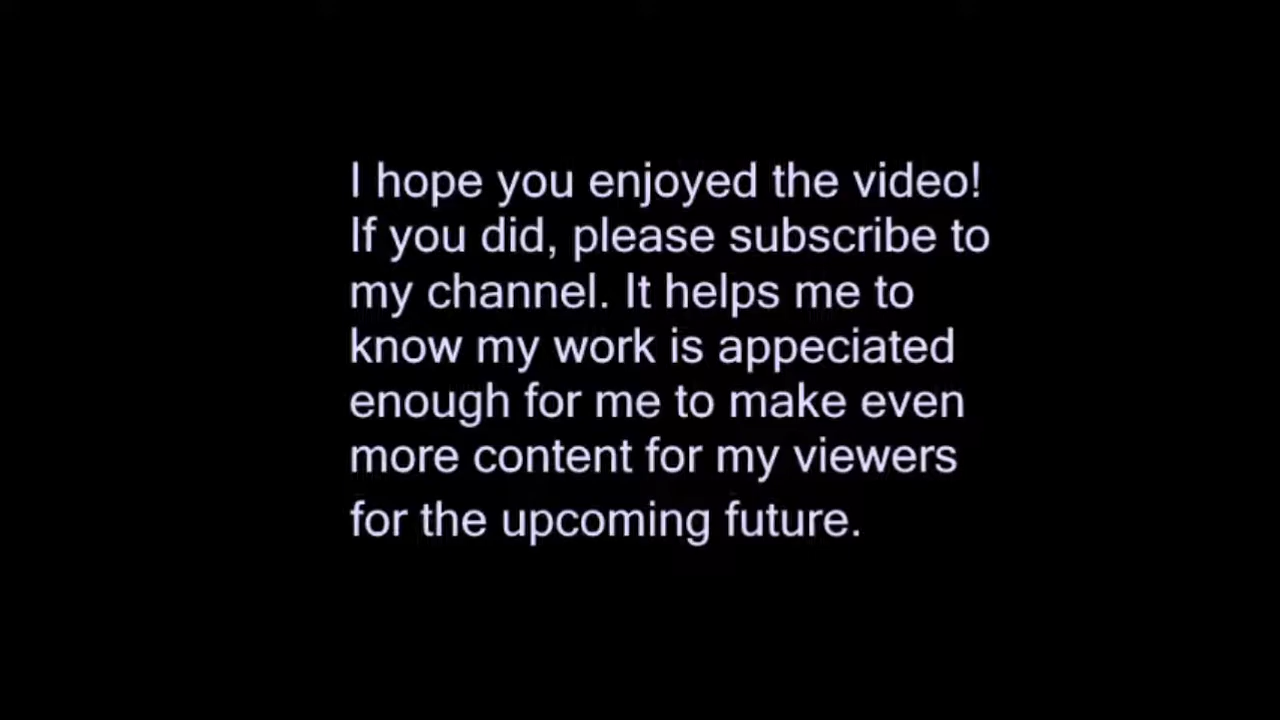 I hope you enjoyed the video!
If you did, please subscribe to
my channel. It helps me to
know my work is appeciated
enough for me to make even
more content for my viewers
for the upcoming future.